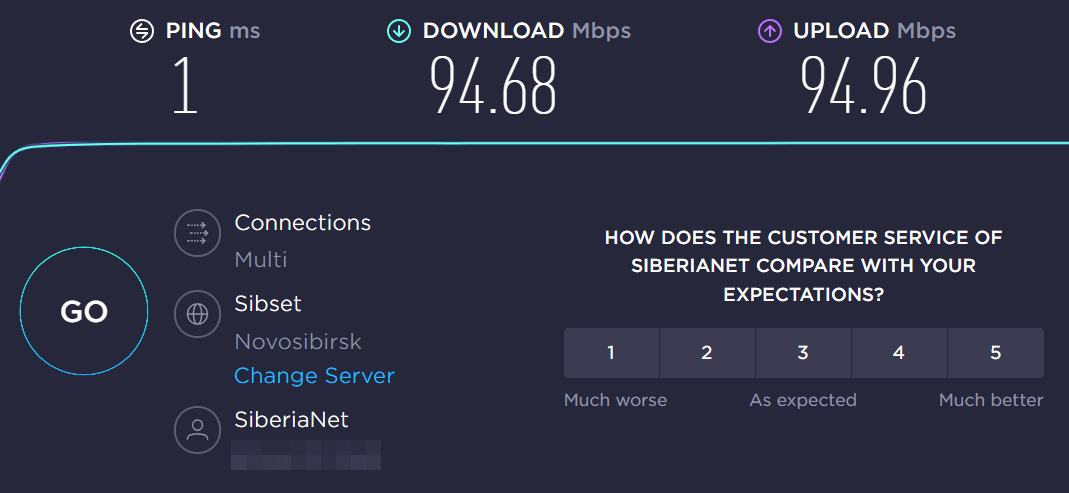 PING ms
DOWNLOAD Mbps
UPLOAD Mbps
1
94.68
94.96
GO
Connections
Multi
Sibset
Novosibirsk
Change Server
SiberiaNet
HOW DOES THE CUSTOMER SERVICE OF
SIBERIANET COMPARE WITH YOUR
EXPECTATIONS?
1
2
3
4
5
Much worse
As expected
Much better